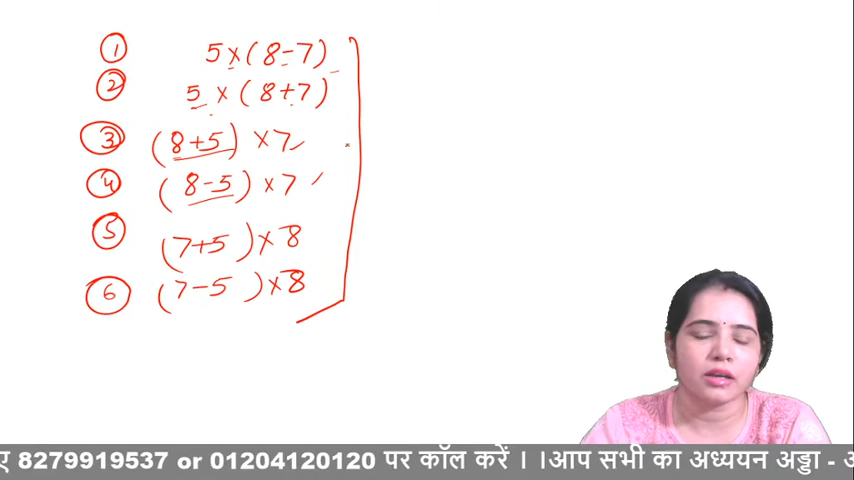 ① 5 × (8 - 7)
② 5 × (8 + 7)
③ (8 + 5) × 7
④ (8 - 5) × 7
⑤ (7 + 5) × 8
⑥ (7 - 5) × 8
8279919537 or 01204120120 पर कॉल करें । ।आप सभी का अध्ययन अड्डा -